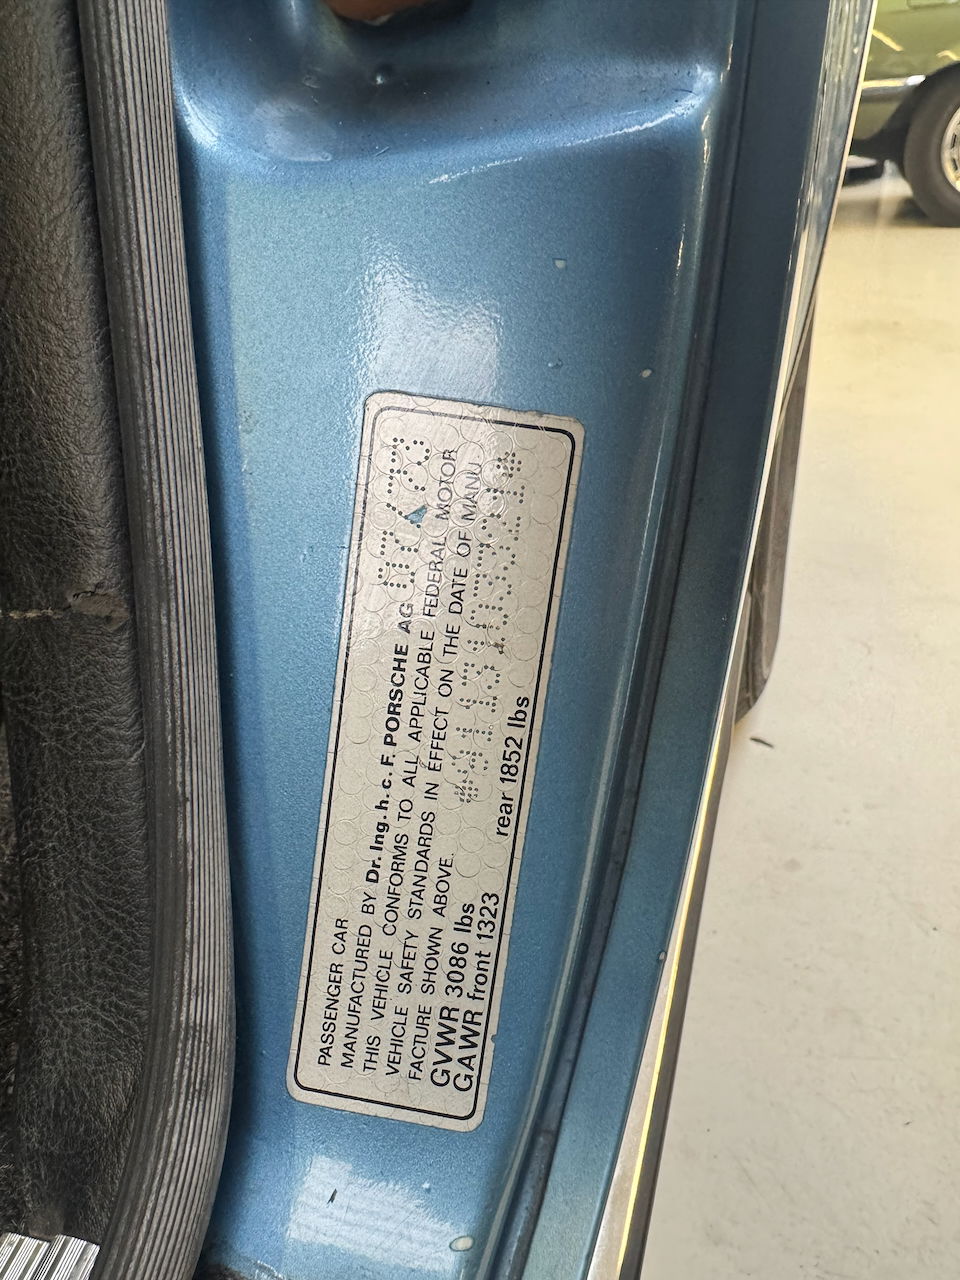 PASSENGER CAR
MANUFACTURED BY Dr. Ing. h. c. F. PORSCHE AG
THIS VEHICLE CONFORMS TO ALL APPLICABLE FEDERAL MOTOR
VEHICLE SAFETY STANDARDS IN EFFECT ON THE DATE OF MANU
FACTURE SHOWN ABOVE.
GVWR 3086 lbs
GAWR front 1323 rear 1852 lbs